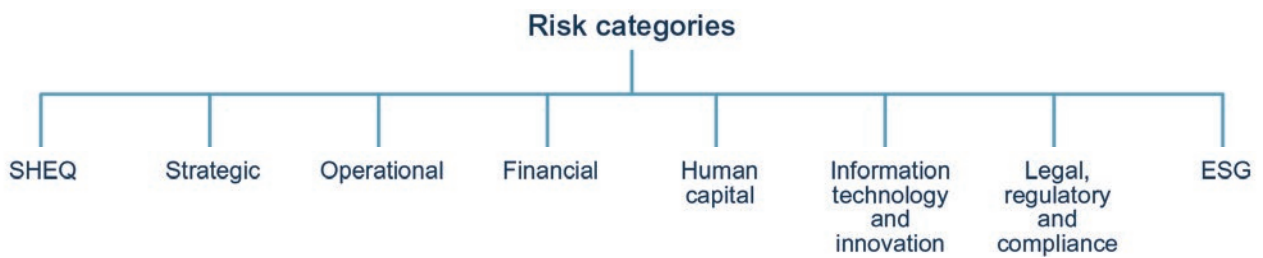 Risk categories
SHEQ
Strategic
Operational
Financial
Human
capital
Information
technology
and
innovation
Legal,
regulatory
and
compliance
ESG